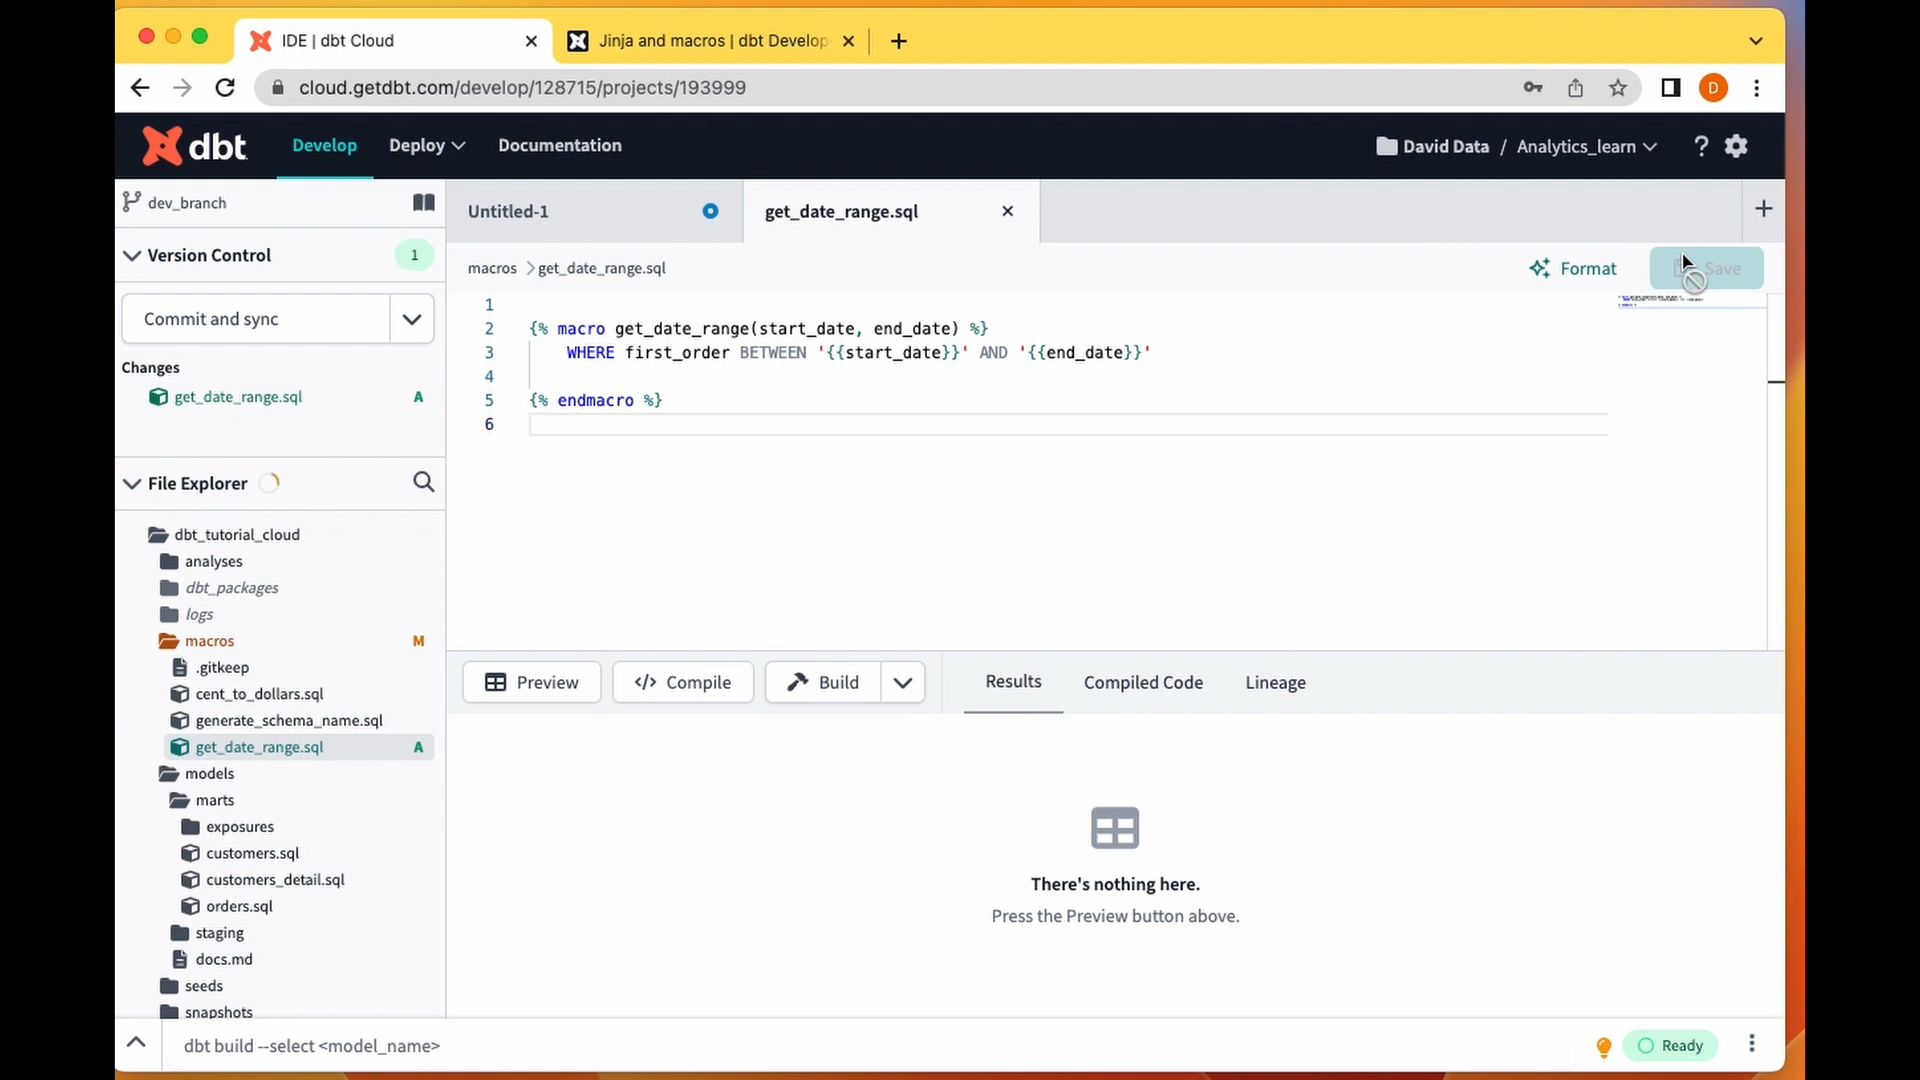 IDE | dbt Cloud
Jinja and macros | dbt Develop
cloud.getdbt.com/develop/128715/projects/193999
D
dbt
Develop
Deploy
Documentation
David Data / Analytics_learn
?
dev_branch
Untitled-1
get_date_range.sql
Version Control
1
macros > get_date_range.sql
Format
Save
Commit and sync
Changes
get_date_range.sql A
1
2 {% macro get_date_range(start_date, end_date) %}
3 WHERE first_order BETWEEN '{{start_date}}' AND '{{end_date}}'
4
5 {% endmacro %}
6
File Explorer
dbt_tutorial_cloud
analyses
dbt_packages
logs
macros M
.gitkeep
cent_to_dollars.sql
generate_schema_name.sql
get_date_range.sql A
models
marts
exposures
customers.sql
customers_detail.sql
orders.sql
staging
docs.md
seeds
snapshots
Preview
</> Compile
Build
Results
Compiled Code
Lineage
There's nothing here.
Press the Preview button above.
dbt build --select <model_name>
Ready